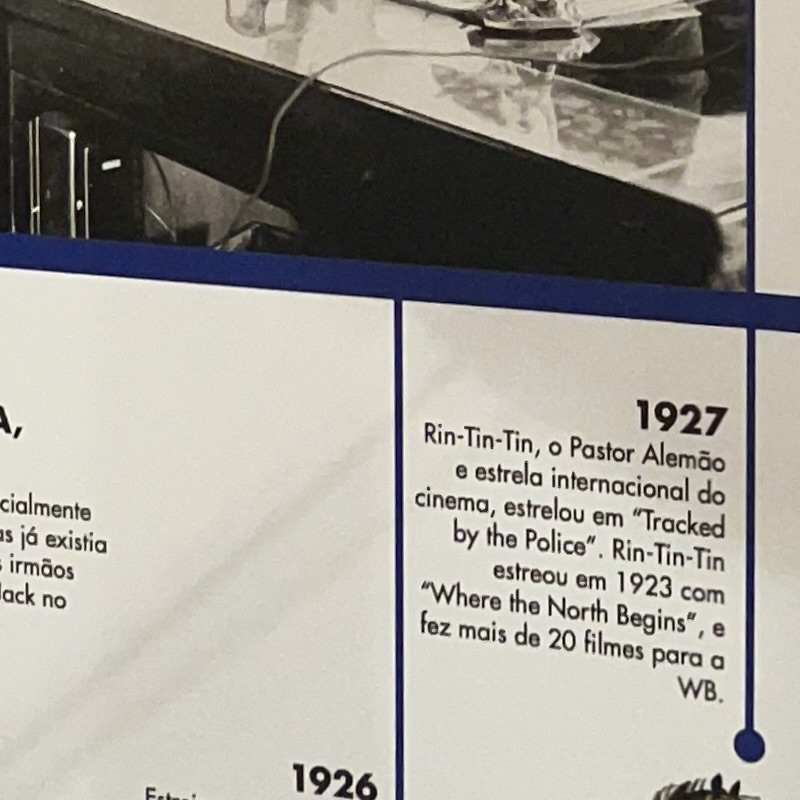 A,
cialmente
as já existia
s irmãos
Jack no
1927
Rin-Tin-Tin, o Pastor Alemão
e estrela internacional do
cinema, estrelou em “Tracked
by the Police”. Rin-Tin-Tin
estreou em 1923 com
“Where the North Begins”, e
fez mais de 20 filmes para a
WB.
1926